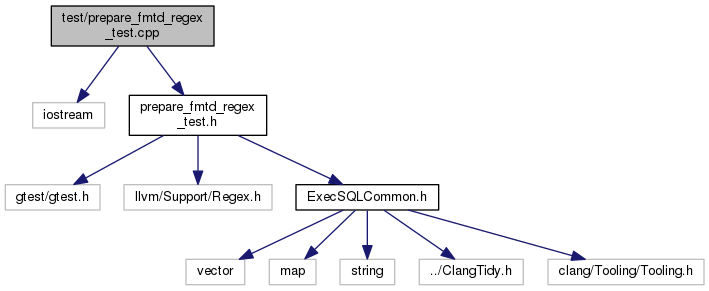 test/prepare_fmtd_regex
_test.cpp
iostream
prepare_fmtd_regex
_test.h
gtest/gtest.h
llvm/Support/Regex.h
ExecSQLCommon.h
vector
map
string
../ClangTidy.h
clang/Tooling/Tooling.h